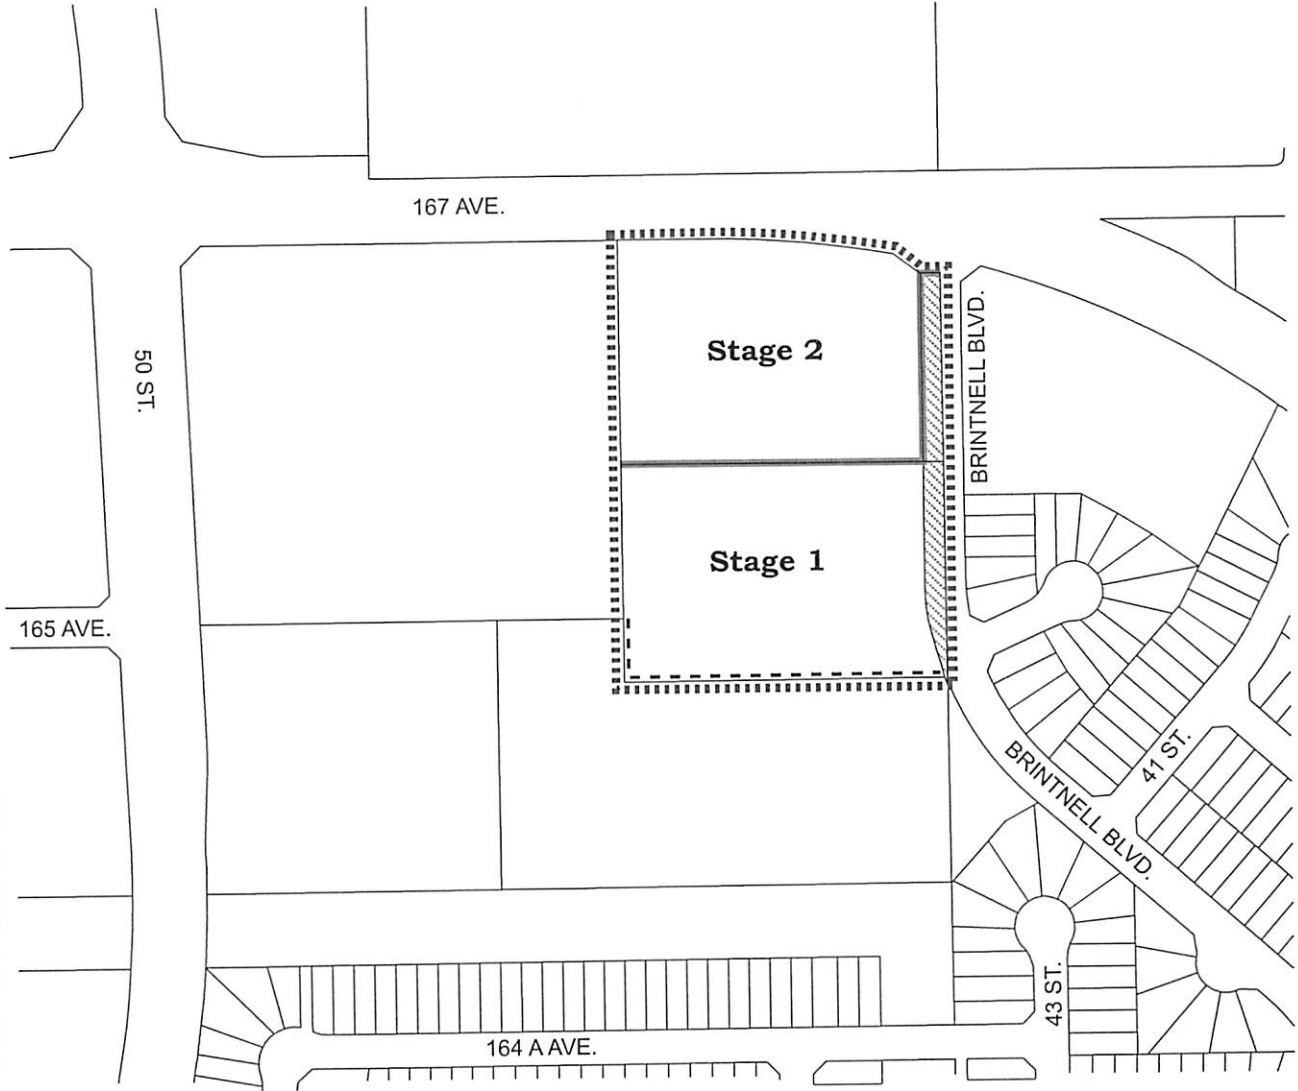 167 AVE.
50 ST.
Stage 2
BRINTNELL BLVD.
Stage 1
165 AVE.
41 ST.
BRINTNELL BLVD.
43 ST.
164 A AVE.